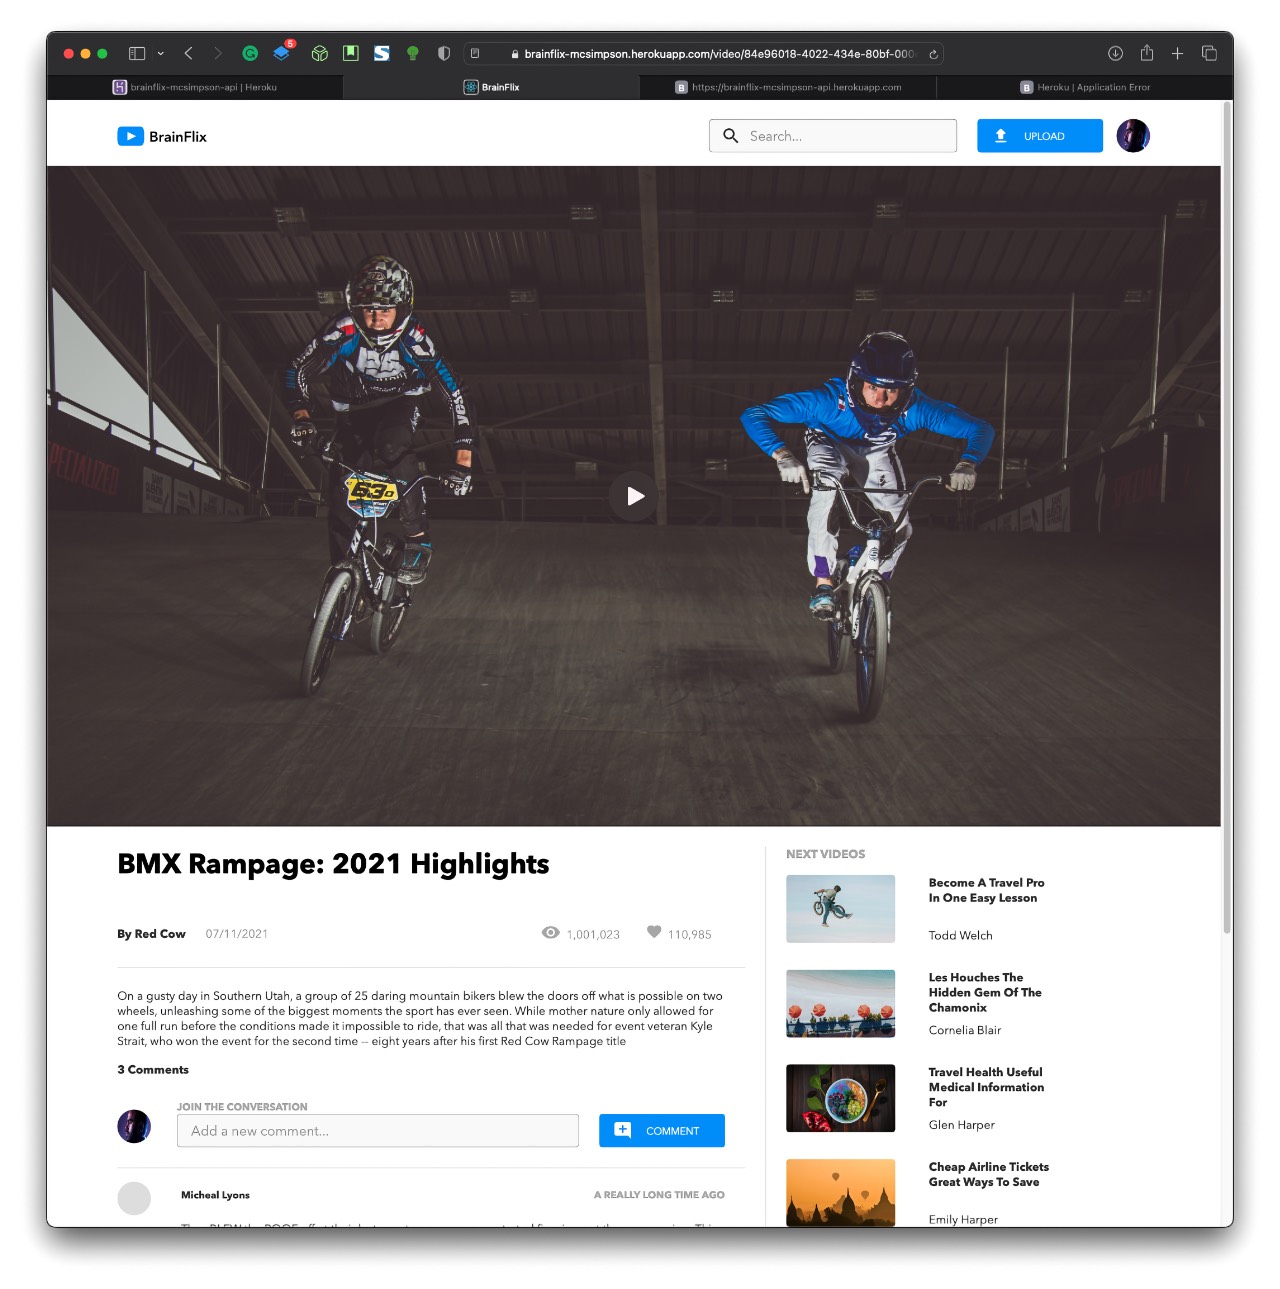 5
brainflix-mcsimpson.herokuapp.com/video/84e96018-4022-434e-80bf-000
brainflix-mcsimpson-api | Heroku
BrainFlix
B https://brainflix-mcsimpson-api.herokuapp.com
B Heroku | Application Error
BrainFlix
Search...
UPLOAD
SPECIALIZED
BMX Rampage: 2021 Highlights
By Red Cow 07/11/2021
1,001,023 110,985
On a gusty day in Southern Utah, a group of 25 daring mountain bikers blew the doors off what is possible on two
wheels, unleashing some of the biggest moments the sport has ever seen. While mother nature only allowed for
one full run before the conditions made it impossible to ride, that was all that was needed for event veteran Kyle
Strait, who won the event for the second time -- eight years after his first Red Cow Rampage title
3 Comments
JOIN THE CONVERSATION
Add a new comment...
COMMENT
Micheal Lyons
A REALLY LONG TIME AGO
NEXT VIDEOS
Become A Travel Pro
In One Easy Lesson
Todd Welch
Les Houches The
Hidden Gem Of The
Chamonix
Cornelia Blair
Travel Health Useful
Medical Information
For
Glen Harper
Cheap Airline Tickets
Great Ways To Save
Emily Harper